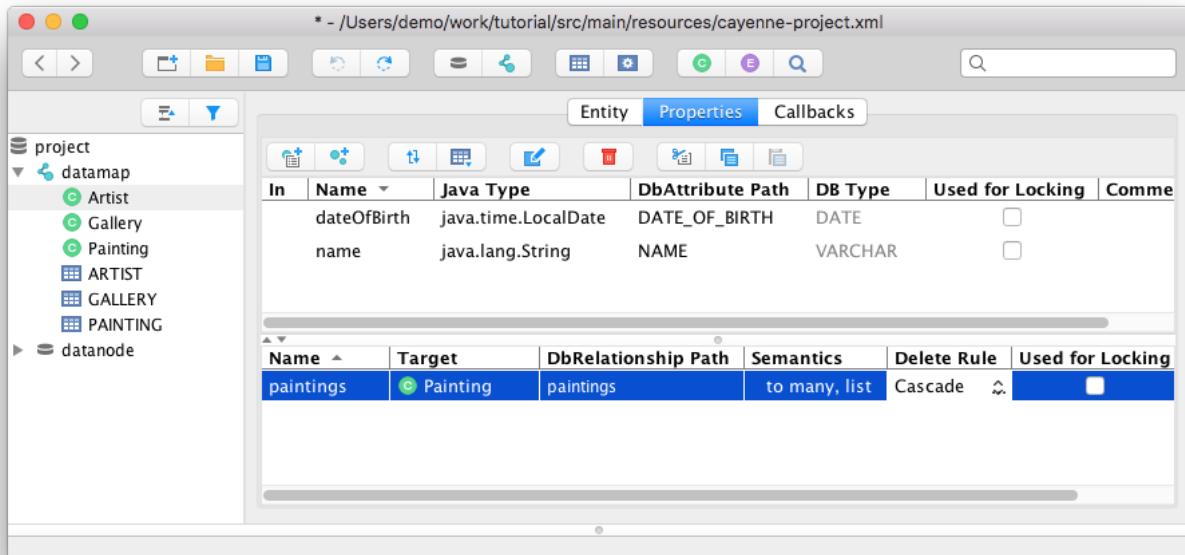 * - /Users/demo/work/tutorial/src/main/resources/cayenne-project.xml
C E
Entity Properties Callbacks
project
datamap
C Artist
C Gallery
C Painting
ARTIST
GALLERY
PAINTING
datanode
In Name Java Type DbAttribute Path DB Type Used for Locking Comme
dateOfBirth java.time.LocalDate DATE_OF_BIRTH DATE
name java.lang.String NAME VARCHAR
Name Target DbRelationship Path Semantics Delete Rule Used for Locking
paintings C Painting paintings to many, list Cascade